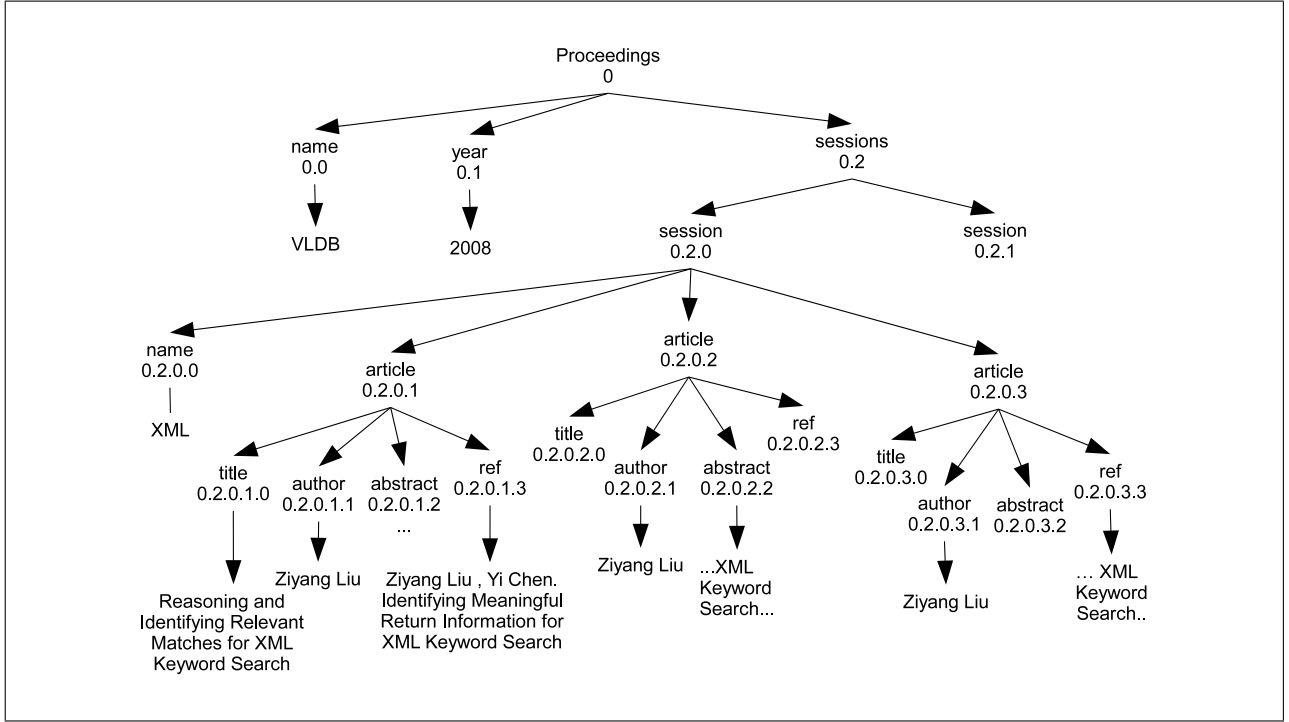 Proceedings
0
name
0.0
year
0.1
sessions
0.2
VLDB
2008
session
0.2.0
session
0.2.1
name
0.2.0.0
XML
article
0.2.0.1
article
0.2.0.2
article
0.2.0.3
title
0.2.0.1.0
author
0.2.0.1.1
abstract
0.2.0.1.2
...
ref
0.2.0.1.3
title
0.2.0.2.0
author
0.2.0.2.1
abstract
0.2.0.2.2
ref
0.2.0.2.3
title
0.2.0.3.0
author
0.2.0.3.1
abstract
0.2.0.3.2
ref
0.2.0.3.3
Reasoning and
Identifying Relevant
Matches for XML
Keyword Search
Ziyang Liu
Ziyang Liu , Yi Chen.
Identifying Meaningful
Return Information for
XML Keyword Search
Ziyang Liu
...XML
Keyword
Search...
Ziyang Liu
... XML
Keyword
Search..